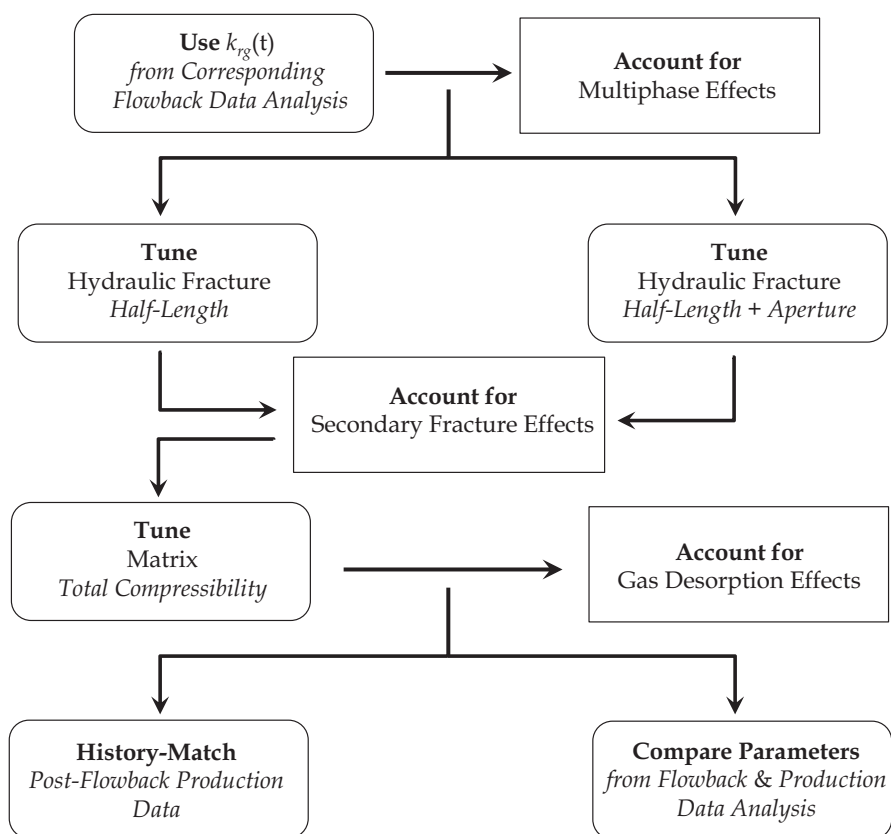 Use k_rg(t)
from Corresponding
Flowback Data Analysis
Account for
Multiphase Effects
Tune
Hydraulic Fracture
Half-Length
Tune
Hydraulic Fracture
Half-Length + Aperture
Account for
Secondary Fracture Effects
Tune
Matrix
Total Compressibility
Account for
Gas Desorption Effects
History-Match
Post-Flowback Production
Data
Compare Parameters
from Flowback & Production
Data Analysis